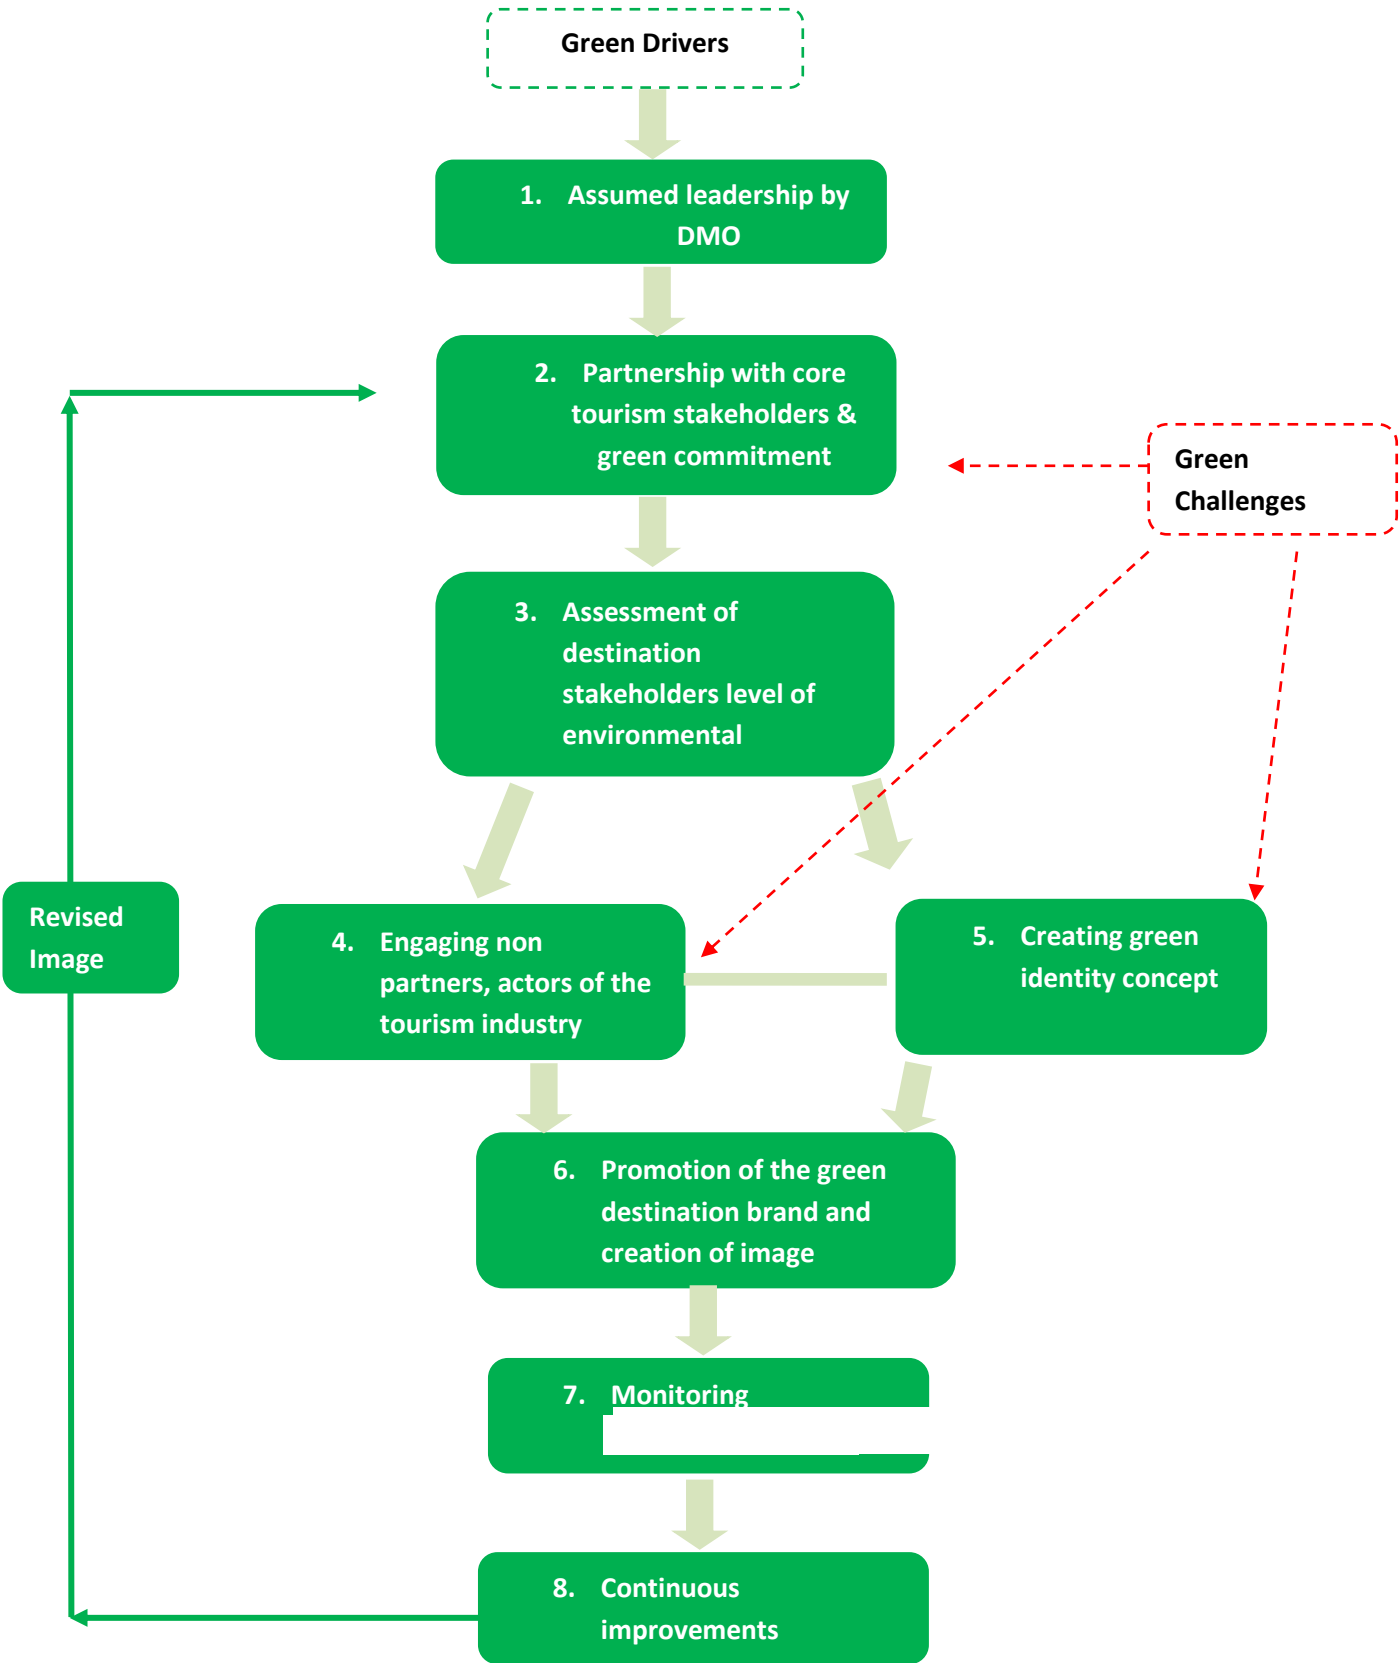 Green Drivers
1. Assumed leadership by
DMO
2. Partnership with core
tourism stakeholders &
green commitment
Green
Challenges
3. Assessment of
destination
stakeholders level of
environmental
Revised
Image
4. Engaging non
partners, actors of the
tourism industry
5. Creating green
identity concept
6. Promotion of the green
destination brand and
creation of image
7. Monitoring
8. Continuous
improvements